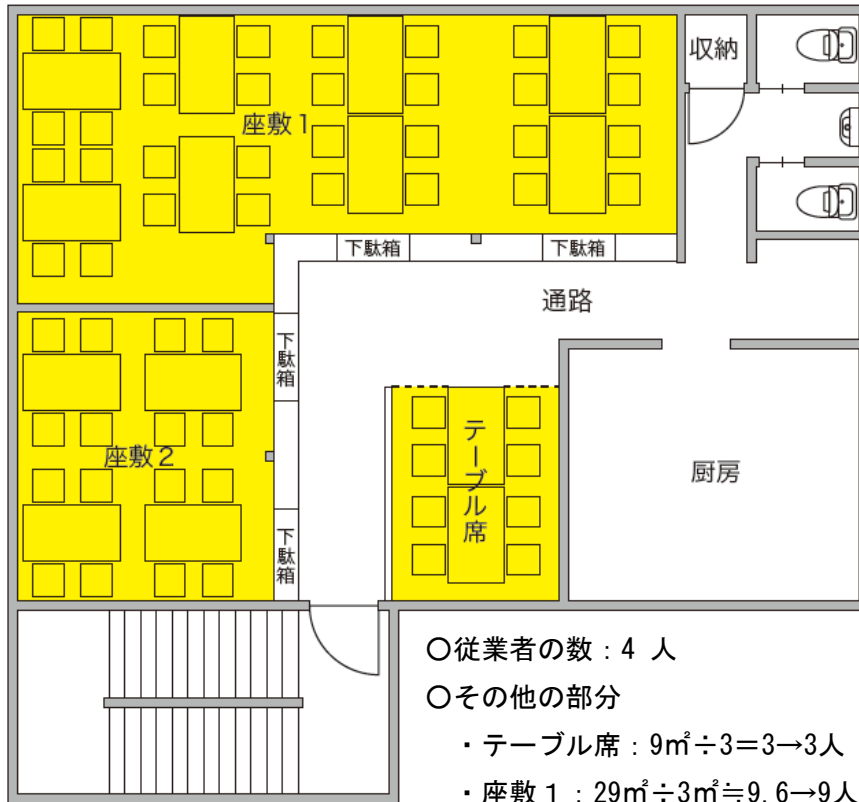 収納
座敷1
下駄箱
下駄箱
通路
下駄箱
テーブル席
座敷2
厨房
下駄箱
〇従業者の数：4 人
〇その他の部分
・テーブル席：9㎡÷3＝3→3人
・座敷1：29㎡÷3㎡≒9.6→9人